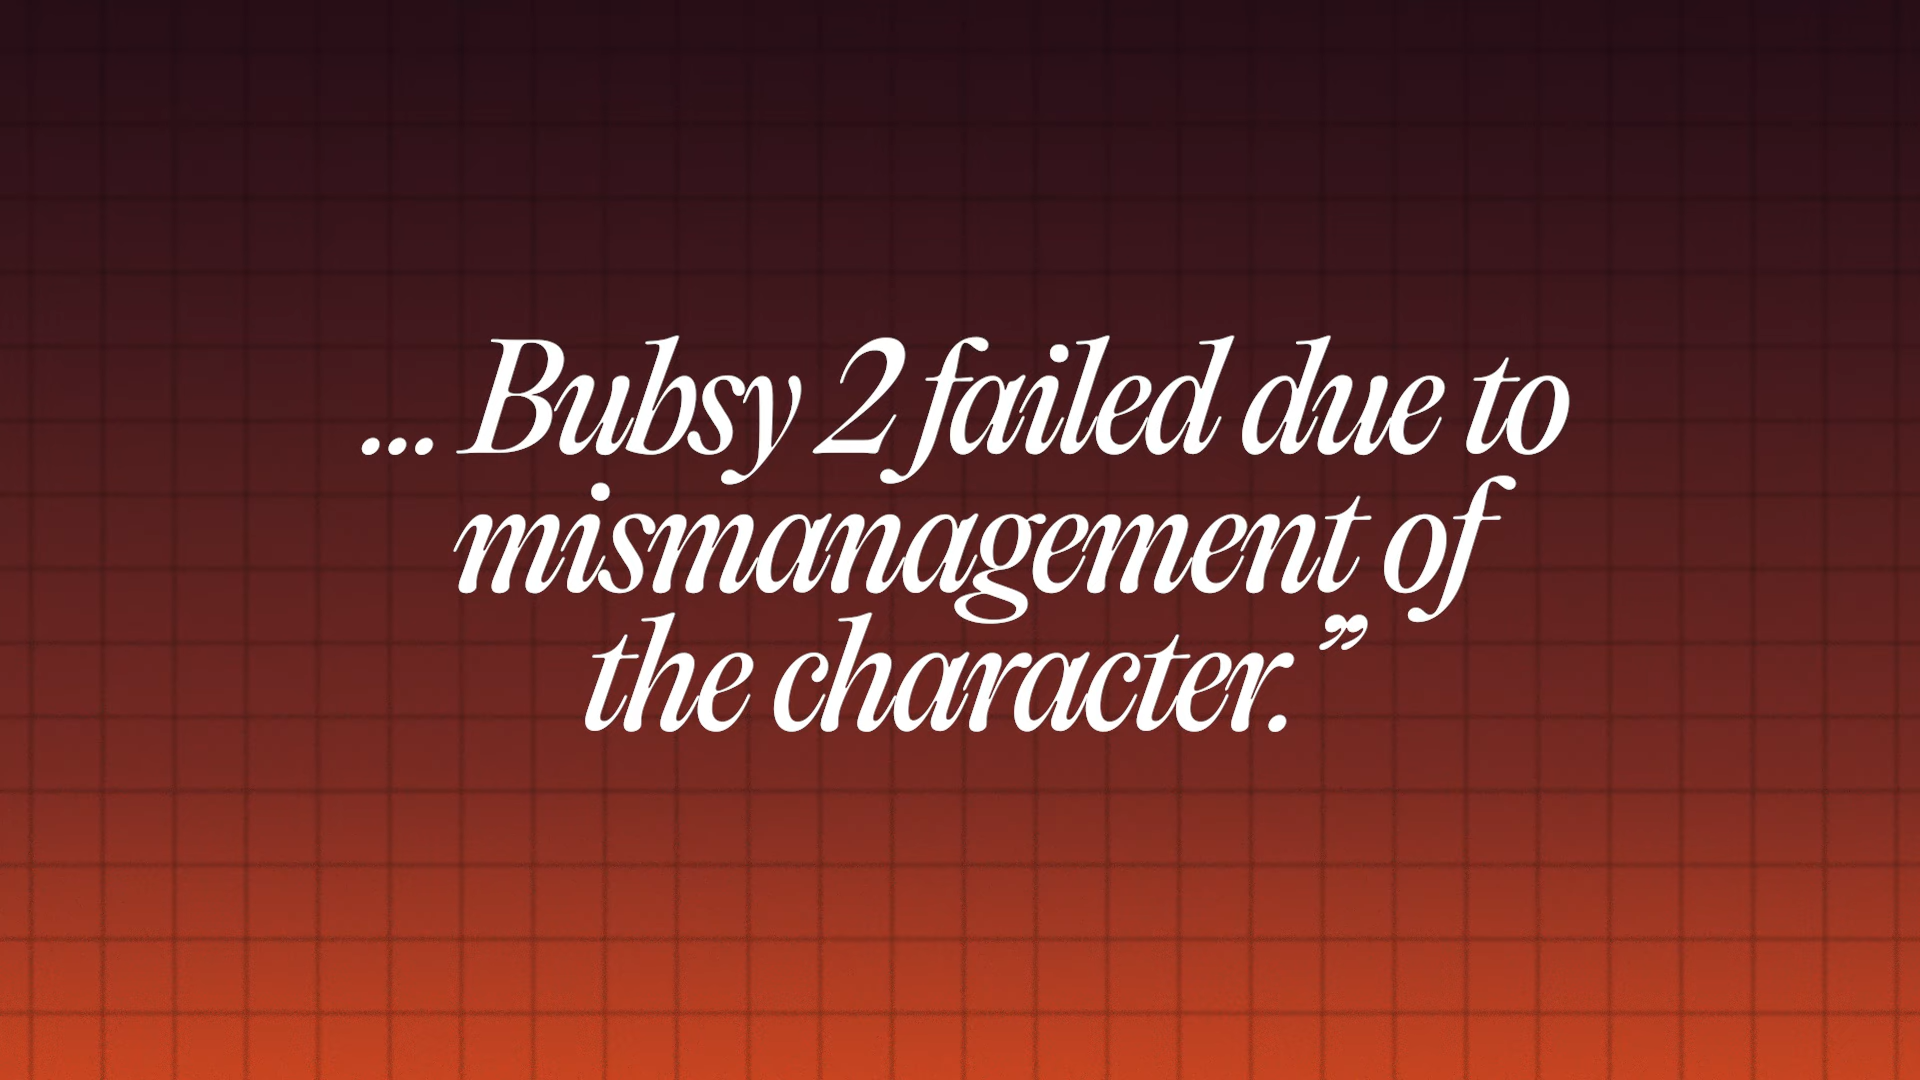 ... Bubsy 2 failed due to
mismanagement of
the character.”